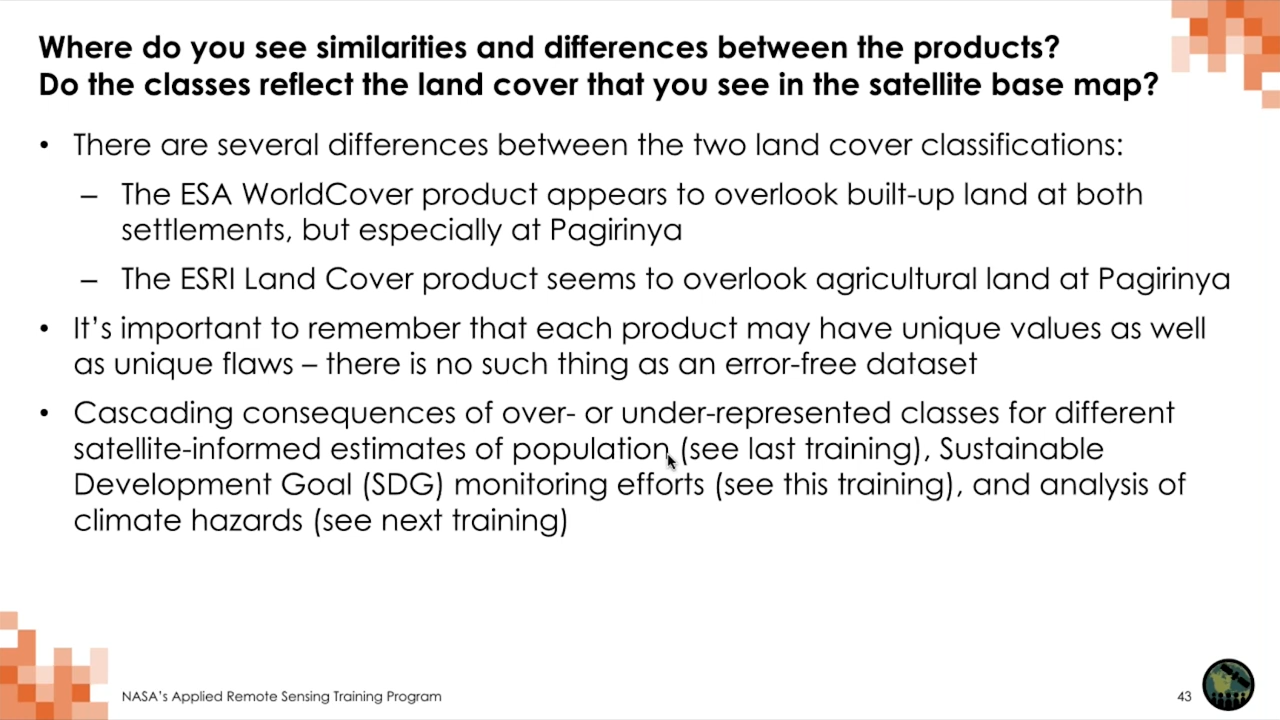 Where do you see similarities and differences between the products?
Do the classes reflect the land cover that you see in the satellite base map?
• There are several differences between the two land cover classifications:
– The ESA WorldCover product appears to overlook built-up land at both
settlements, but especially at Pagirinya
– The ESRI Land Cover product seems to overlook agricultural land at Pagirinya
• It's important to remember that each product may have unique values as well
as unique flaws – there is no such thing as an error-free dataset
• Cascading consequences of over- or under-represented classes for different
satellite-informed estimates of population (see last training), Sustainable
Development Goal (SDG) monitoring efforts (see this training), and analysis of
climate hazards (see next training)
NASA's Applied Remote Sensing Training Program
43